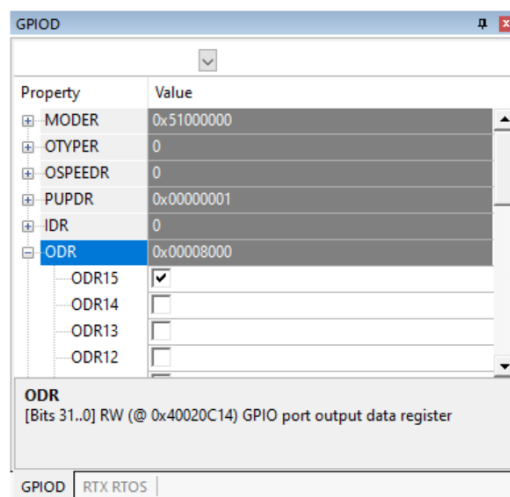 GPIOD
Property Value
MODER 0x51000000
OTYPER 0
OSPEEDR 0
PUPDR 0x00000001
IDR 0
ODR 0x00008000
ODR15
ODR14
ODR13
ODR12
ODR
[Bits 31..0] RW (@ 0x40020C14) GPIO port output data register
GPIOD RTX RTOS